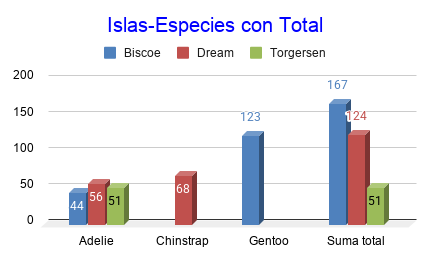 Islas-Especies con Total
Biscoe Dream Torgersen
200
150
100
50
0
44 56 51
68
123
167 124 51
Adelie Chinstrap Gentoo Suma total